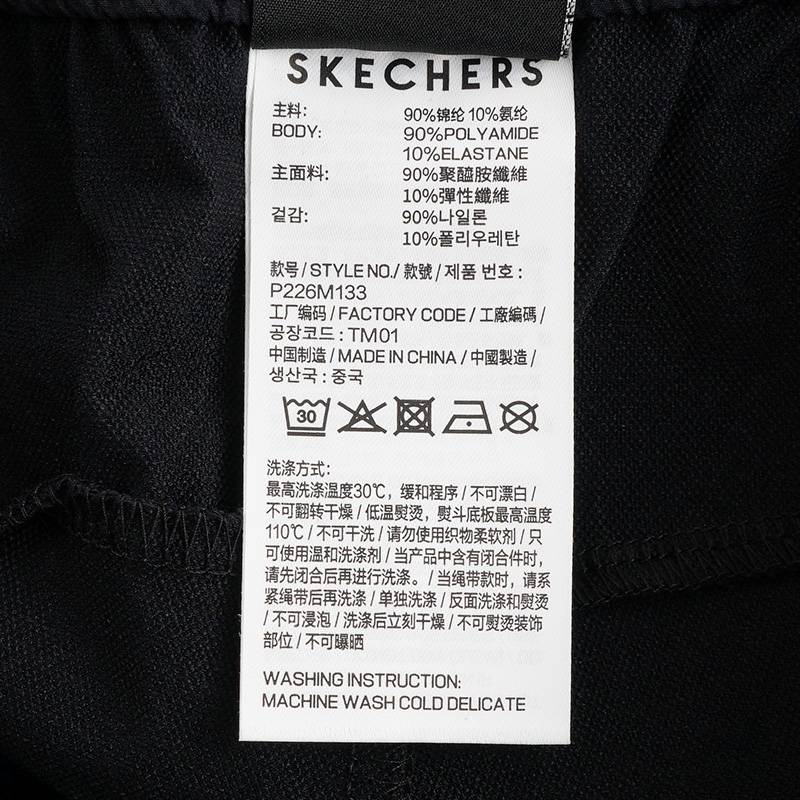 SKECHERS
主料: 90%锦纶 10%氨纶
BODY: 90%POLYAMIDE
10%ELASTANE
主面料: 90%聚醯胺纖維
10%彈性纖維
겉감: 90%나일론
10%폴리우레탄
款号 / STYLE NO./ 款號 / 제품 번호 :
P226M133
工厂编码 / FACTORY CODE / 工廠編碼 /
공장코드 : TM01
中国制造 / MADE IN CHINA / 中國製造 /
생산국 : 중국
30
洗涤方式:
最高洗涤温度30℃，缓和程序 / 不可漂白 /
不可翻转干燥 / 低温熨烫，熨斗底板最高温度
110℃ / 不可干洗 / 请勿使用织物柔软剂 / 只
可使用温和洗涤剂 / 当产品中含有闭合件时，
请先闭合后再进行洗涤。/ 当绳带款时，请系
紧绳带后再洗涤 / 单独洗涤 / 反面洗涤和熨烫
/ 不可浸泡 / 洗涤后立刻干燥 / 不可熨烫装饰
部位 / 不可曝晒
WASHING INSTRUCTION:
MACHINE WASH COLD DELICATE